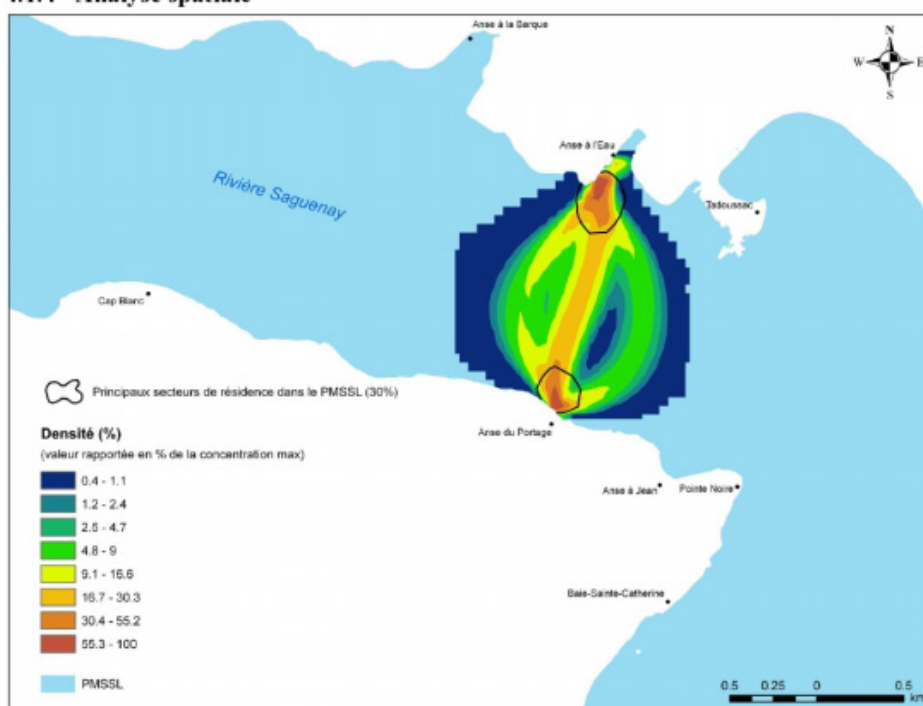 Analyse spatiale
Anse à la Barque
N
W E
S
Anse à l'Eau
Rivière Saguenay
Tadoussac
Cap Blanc
Principaux secteurs de résidence dans le PMSSL (30%)
Densité (%)
(valeur rapportée en % de la concentration max)
Anse du Portage
0.4 - 1.1
1.2 - 2.4
2.5 - 4.7
4.8 - 9
9.1 - 16.6
16.7 - 30.3
30.4 - 55.2
55.3 - 100
PMSSL
Anse à Jean
Pointe Noire
Baie-Sainte-Catherine
0.5 0.25 0 0.5
km